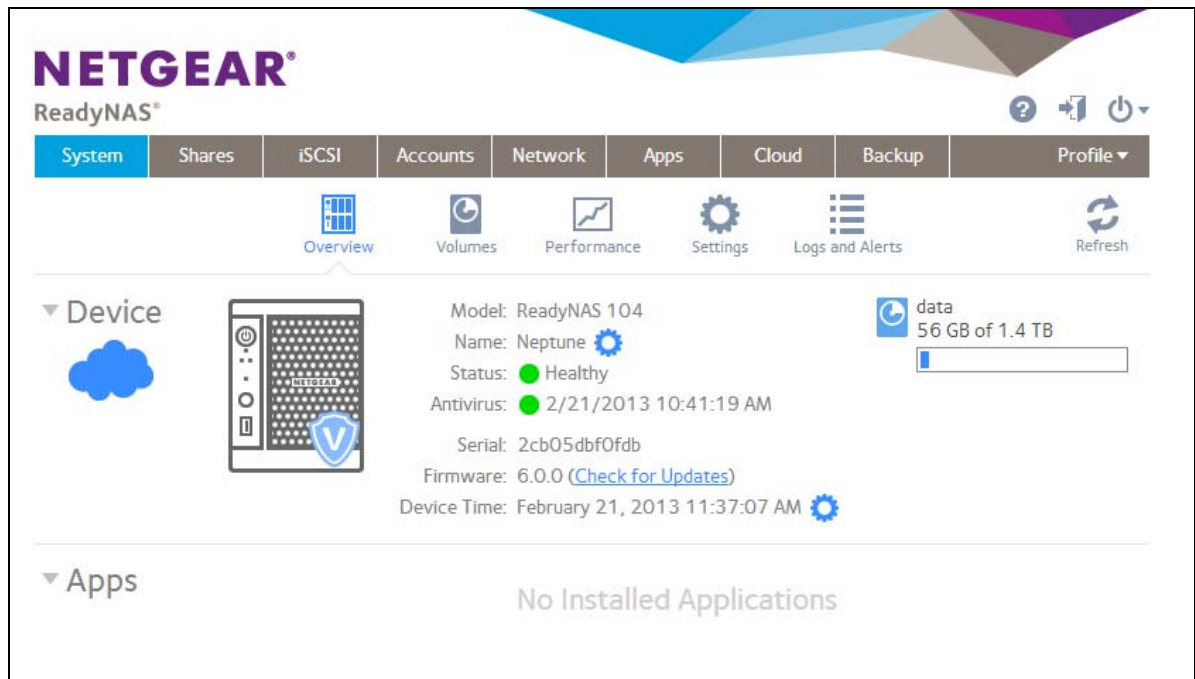 NETGEAR®
ReadyNAS®
System Shares iSCSI Accounts Network Apps Cloud Backup Profile
Overview Volumes Performance Settings Logs and Alerts Refresh
Device
NETGEAR
V
Model: ReadyNAS 104
Name: Neptune
Status: Healthy
Antivirus: 2/21/2013 10:41:19 AM
Serial: 2cb05dbf0fdb
Firmware: 6.0.0 (Check for Updates)
Device Time: February 21, 2013 11:37:07 AM
data
56 GB of 1.4 TB
Apps
No Installed Applications